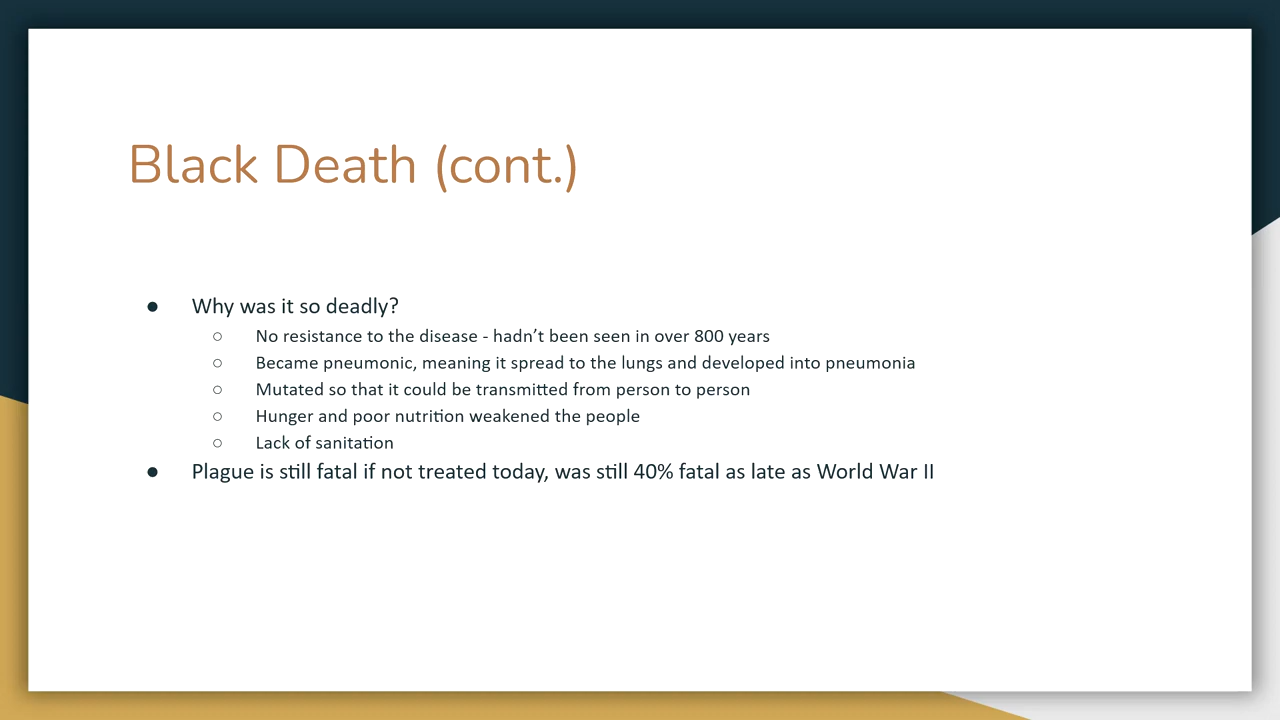 Black Death (cont.)
● Why was it so deadly?
○ No resistance to the disease - hadn’t been seen in over 800 years
○ Became pneumonic, meaning it spread to the lungs and developed into pneumonia
○ Mutated so that it could be transmitted from person to person
○ Hunger and poor nutrition weakened the people
○ Lack of sanitation
● Plague is still fatal if not treated today, was still 40% fatal as late as World War II